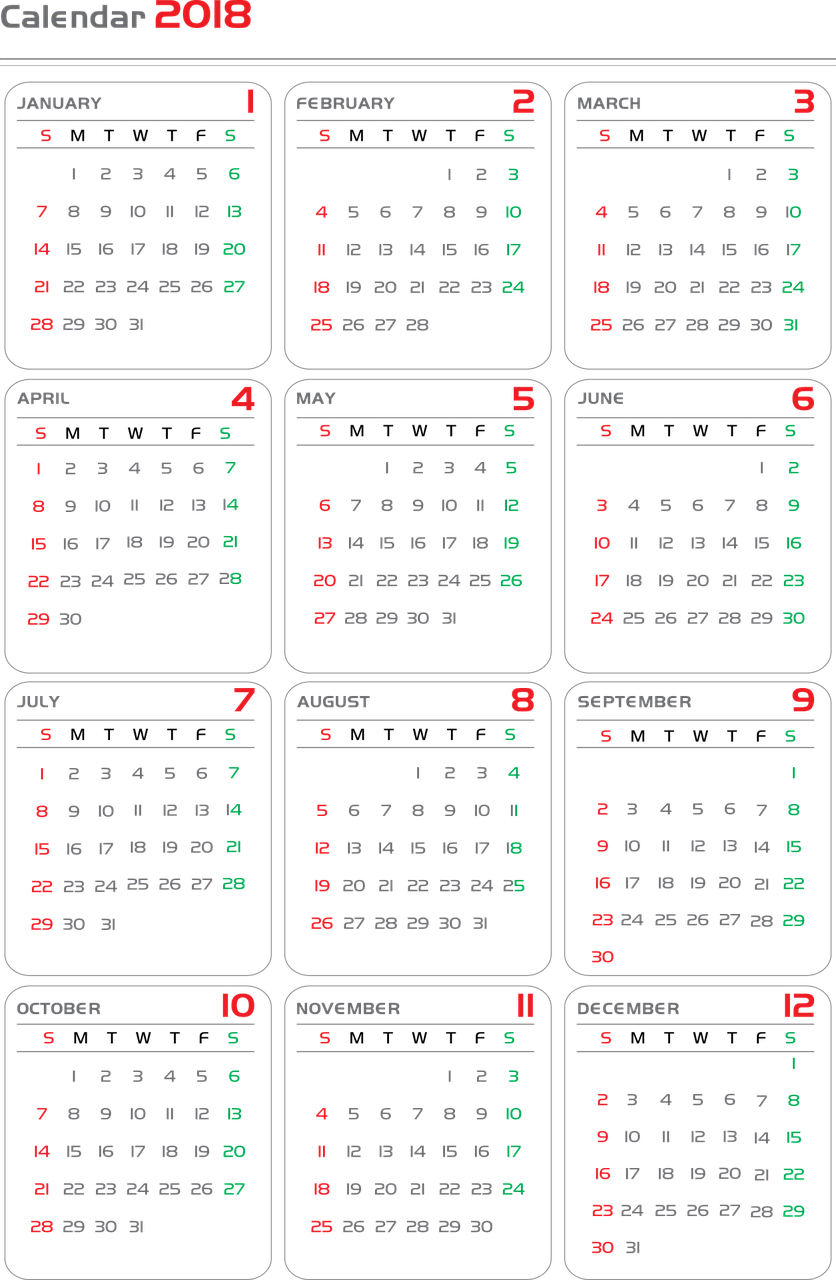 Calendar 2018
JANUARY 1
S M T W T F S
1 2 3 4 5 6
7 8 9 10 11 12 13
14 15 16 17 18 19 20
21 22 23 24 25 26 27
28 29 30 31
FEBRUARY 2
S M T W T F S
1 2 3
4 5 6 7 8 9 10
11 12 13 14 15 16 17
18 19 20 21 22 23 24
25 26 27 28
MARCH 3
S M T W T F S
1 2 3
4 5 6 7 8 9 10
11 12 13 14 15 16 17
18 19 20 21 22 23 24
25 26 27 28 29 30 31
APRIL 4
S M T W T F S
1 2 3 4 5 6 7
8 9 10 11 12 13 14
15 16 17 18 19 20 21
22 23 24 25 26 27 28
29 30
MAY 5
S M T W T F S
1 2 3 4 5
6 7 8 9 10 11 12
13 14 15 16 17 18 19
20 21 22 23 24 25 26
27 28 29 30 31
JUNE 6
S M T W T F S
1 2
3 4 5 6 7 8 9
10 11 12 13 14 15 16
17 18 19 20 21 22 23
24 25 26 27 28 29 30
JULY 7
S M T W T F S
1 2 3 4 5 6 7
8 9 10 11 12 13 14
15 16 17 18 19 20 21
22 23 24 25 26 27 28
29 30 31
AUGUST 8
S M T W T F S
1 2 3 4
5 6 7 8 9 10 11
12 13 14 15 16 17 18
19 20 21 22 23 24 25
26 27 28 29 30 31
SEPTEMBER 9
S M T W T F S
1
2 3 4 5 6 7 8
9 10 11 12 13 14 15
16 17 18 19 20 21 22
23 24 25 26 27 28 29
30
OCTOBER 10
S M T W T F S
1 2 3 4 5 6
7 8 9 10 11 12 13
14 15 16 17 18 19 20
21 22 23 24 25 26 27
28 29 30 31
NOVEMBER 11
S M T W T F S
1 2 3
4 5 6 7 8 9 10
11 12 13 14 15 16 17
18 19 20 21 22 23 24
25 26 27 28 29 30
DECEMBER 12
S M T W T F S
1
2 3 4 5 6 7 8
9 10 11 12 13 14 15
16 17 18 19 20 21 22
23 24 25 26 27 28 29
30 31